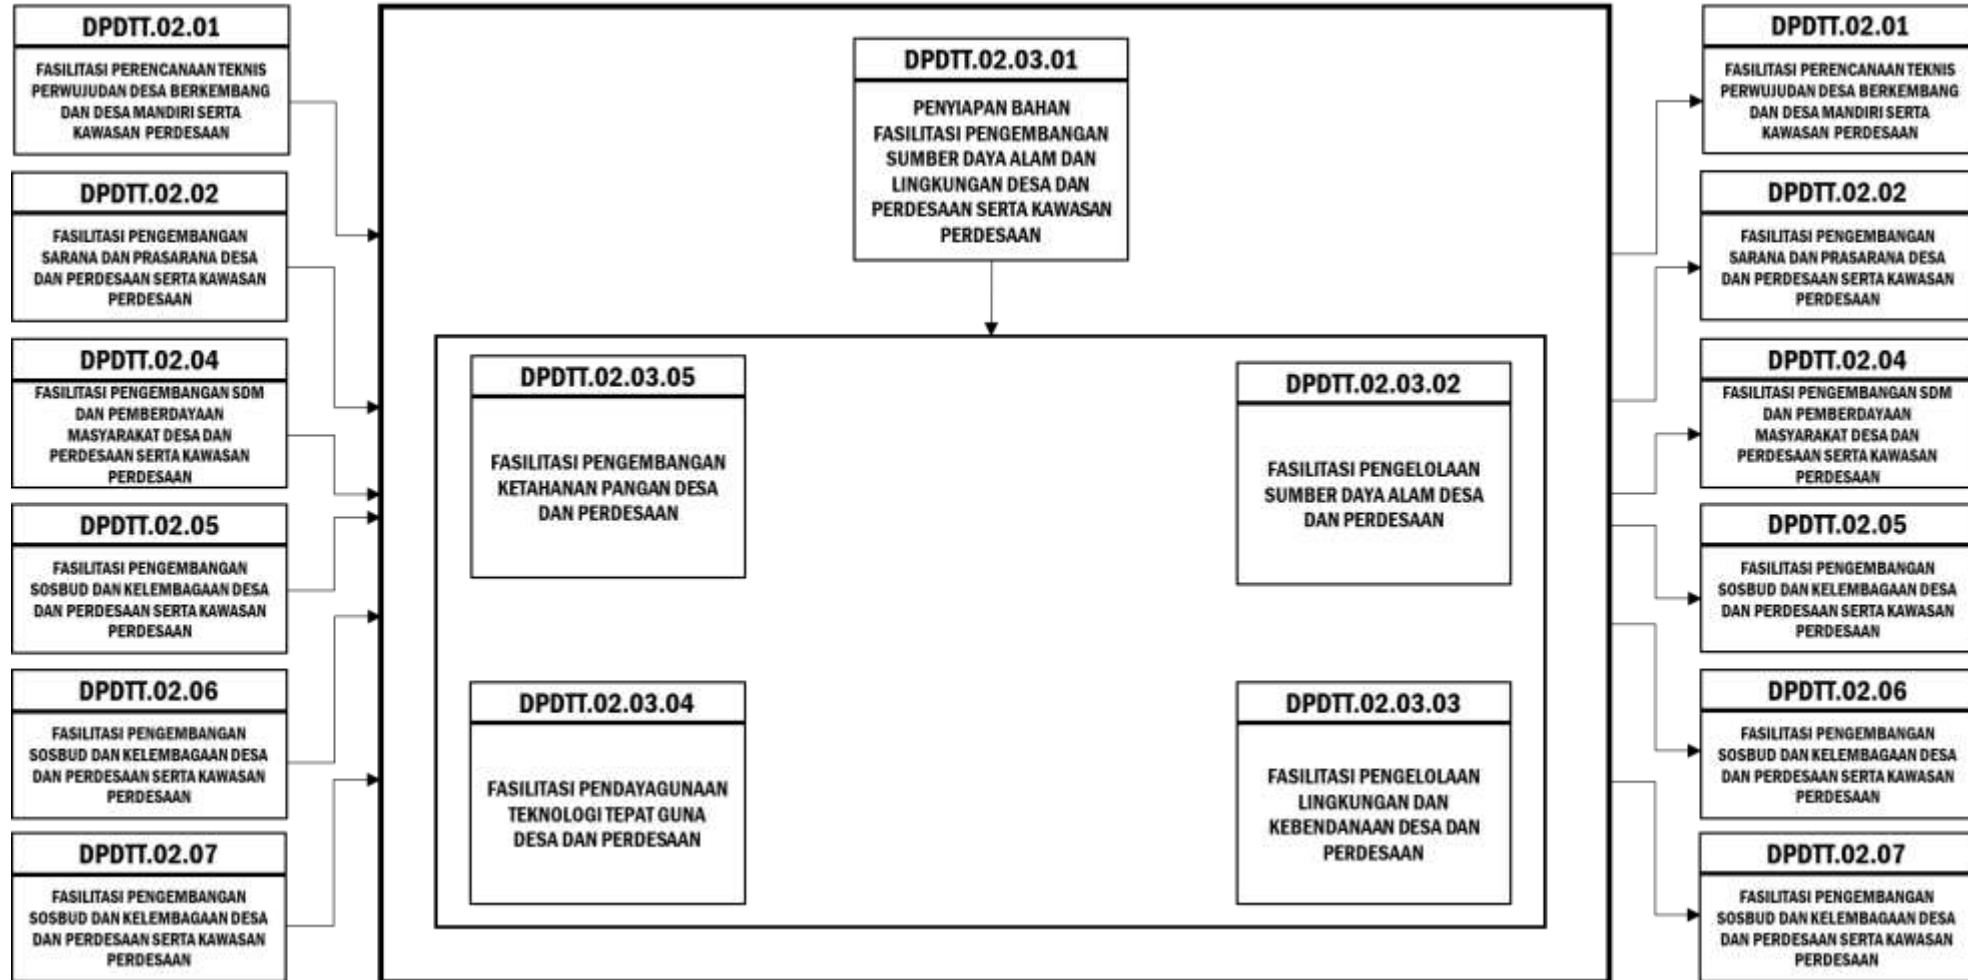 DPDTT.02.01
FASILITASI PERENCANAAN TEKNIS
PERWUJUDAN DESA BERKEMBANG
DAN DESA MANDIRI SERTA
KAWASAN PERDESAAN
DPDTT.02.02
FASILITASI PENGEMBANGAN
SARANA DAN PRASARANA DESA
DAN PERDESAAN SERTA KAWASAN
PERDESAAN
DPDTT.02.04
FASILITASI PENGEMBANGAN SDM
DAN PEMBERDAYAAN
MASYARAKAT DESA DAN
PERDESAAN SERTA KAWASAN
PERDESAAN
DPDTT.02.05
FASILITASI PENGEMBANGAN
SOSBUD DAN KELEMBAGAAN DESA
DAN PERDESAAN SERTA KAWASAN
PERDESAAN
DPDTT.02.06
FASILITASI PENGEMBANGAN
SOSBUD DAN KELEMBAGAAN DESA
DAN PERDESAAN SERTA KAWASAN
PERDESAAN
DPDTT.02.07
FASILITASI PENGEMBANGAN
SOSBUD DAN KELEMBAGAAN DESA
DAN PERDESAAN SERTA KAWASAN
PERDESAAN
DPDTT.02.03.01
PENYIAPAN BAHAN
FASILITASI PENGEMBANGAN
SUMBER DAYA ALAM DAN
LINGKUNGAN DESA DAN
PERDESAAN SERTA KAWASAN
PERDESAAN
DPDTT.02.03.05
FASILITASI PENGEMBANGAN
KETAHANAN PANGAN DESA
DAN PERDESAAN
DPDTT.02.03.02
FASILITASI PENGELOLAAN
SUMBER DAYA ALAM DESA
DAN PERDESAAN
DPDTT.02.03.04
FASILITASI PENDAYAGUNAAN
TEKNOLOGI TEPAT GUNA
DESA DAN PERDESAAN
DPDTT.02.03.03
FASILITASI PENGELOLAAN
LINGKUNGAN DAN
KEBENDANAAN DESA DAN
PERDESAAN
DPDTT.02.01
FASILITASI PERENCANAAN TEKNIS
PERWUJUDAN DESA BERKEMBANG
DAN DESA MANDIRI SERTA
KAWASAN PERDESAAN
DPDTT.02.02
FASILITASI PENGEMBANGAN
SARANA DAN PRASARANA DESA
DAN PERDESAAN SERTA KAWASAN
PERDESAAN
DPDTT.02.04
FASILITASI PENGEMBANGAN SDM
DAN PEMBERDAYAAN
MASYARAKAT DESA DAN
PERDESAAN SERTA KAWASAN
PERDESAAN
DPDTT.02.05
FASILITASI PENGEMBANGAN
SOSBUD DAN KELEMBAGAAN DESA
DAN PERDESAAN SERTA KAWASAN
PERDESAAN
DPDTT.02.06
FASILITASI PENGEMBANGAN
SOSBUD DAN KELEMBAGAAN DESA
DAN PERDESAAN SERTA KAWASAN
PERDESAAN
DPDTT.02.07
FASILITASI PENGEMBANGAN
SOSBUD DAN KELEMBAGAAN DESA
DAN PERDESAAN SERTA KAWASAN
PERDESAAN